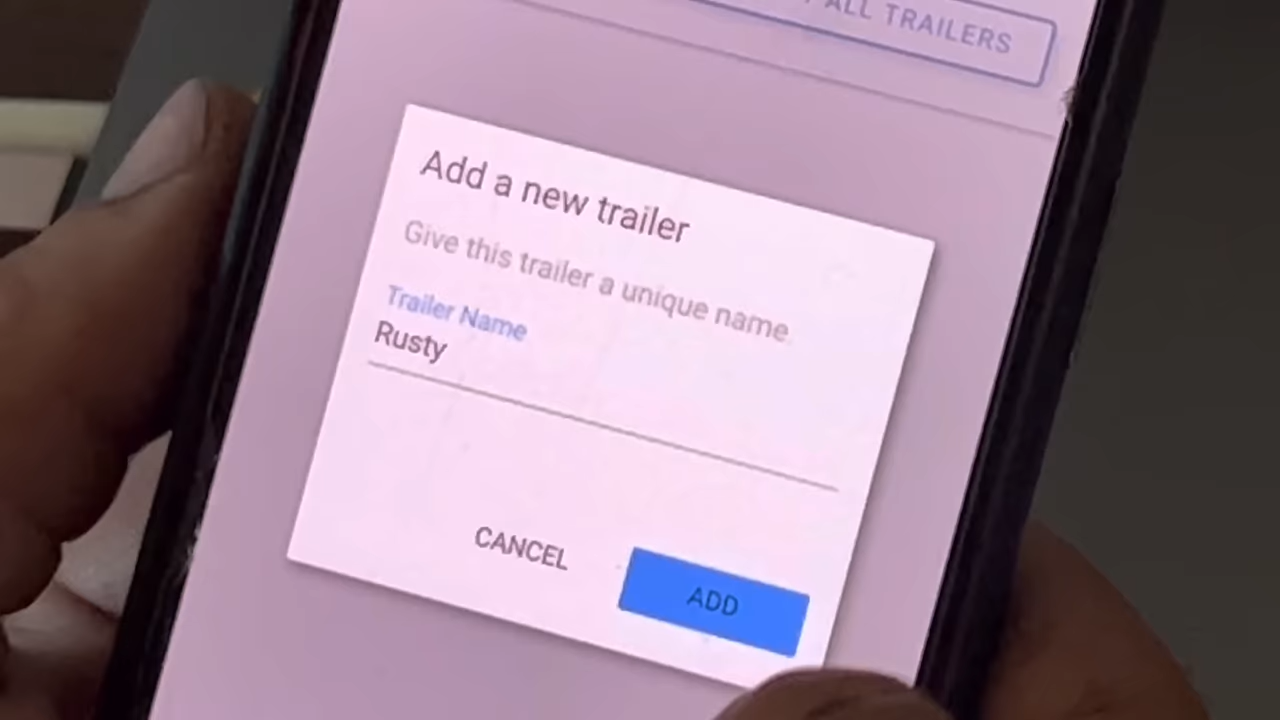 ALL TRAILERS
Add a new trailer
Give this trailer a unique name.
Trailer Name
Rusty
CANCEL
ADD